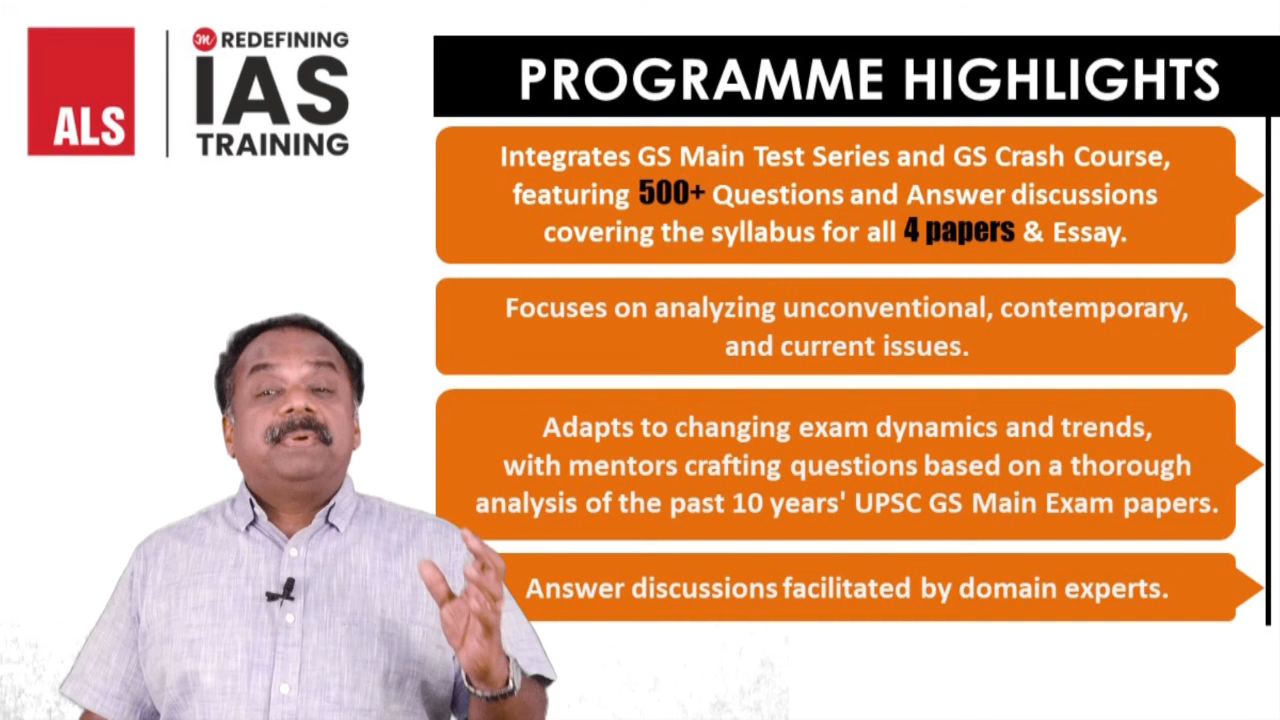 ALS
REDEFINING
IAS
TRAINING
PROGRAMME HIGHLIGHTS
Integrates GS Main Test Series and GS Crash Course,
featuring 500+ Questions and Answer discussions
covering the syllabus for all 4 papers & Essay.
Focuses on analyzing unconventional, contemporary,
and current issues.
Adapts to changing exam dynamics and trends,
with mentors crafting questions based on a thorough
analysis of the past 10 years' UPSC GS Main Exam papers.
Answer discussions facilitated by domain experts.